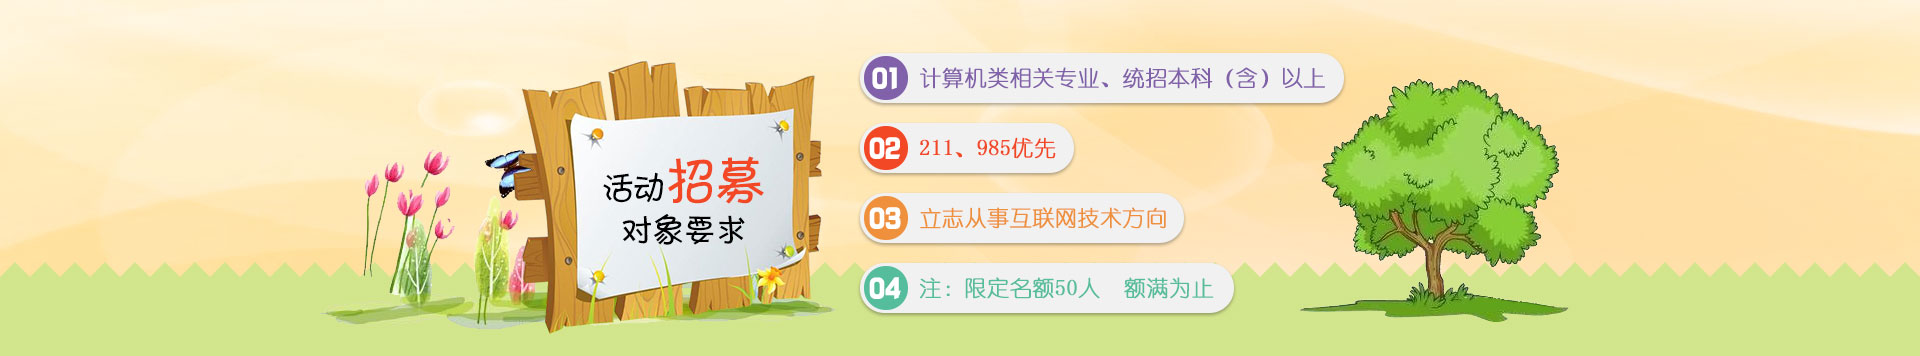 活动招募
对象要求
01 计算机类相关专业、统招本科（含）以上
02 211、985优先
03 立志从事互联网技术方向
04 注：限定名额50人 额满为止